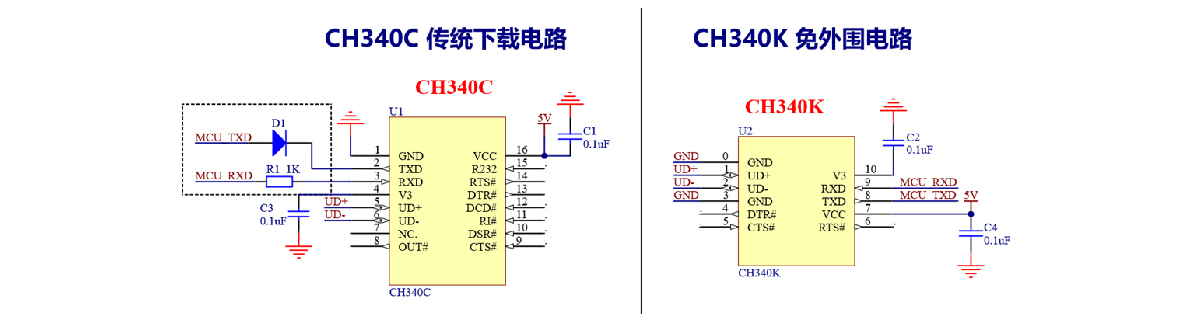 CH340C 传统下载电路
CH340C
U1
D1
MCU_TXD
R1 1K
MCU_RXD
C3
0.1uF
UD+
UD-
1 GND
2 TXD
3 RXD
4 V3
5 UD+
6 UD-
7 NC.
8 OUT#
VCC 16
R232 15
RTS# 14
DTR# 13
DCD# 12
RI# 11
DSR# 10
CTS# 9
5V
C1
0.1uF
CH340C
CH340K 免外围电路
CH340K
U2
GND 0 GND
UD+ 1 UD+
UD- 2 UD-
GND 3 GND
4 DTR#
5 CTS#
V3 10
RXD 9 MCU_RXD
TXD 8 MCU_TXD
VCC 7
RTS# 6
C2
0.1uF
5V
C4
0.1uF
CH340K